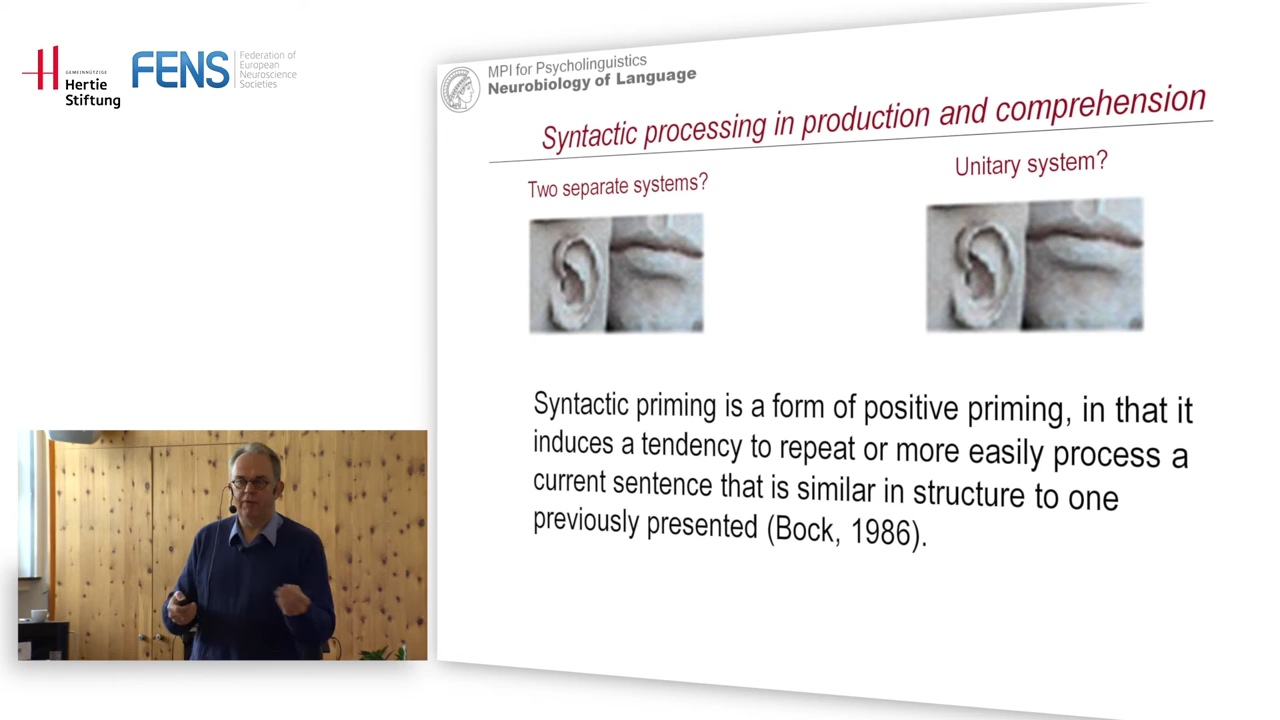 GEMEINNÜTZIGE
Hertie
Stiftung
FENS
Federation of
European
Neuroscience
Societies
MPI for Psycholinguistics
Neurobiology of Language
Syntactic processing in production and comprehension
Two separate systems?
Unitary system?
Syntactic priming is a form of positive priming, in that it
induces a tendency to repeat or more easily process a
current sentence that is similar in structure to one
previously presented (Bock, 1986).